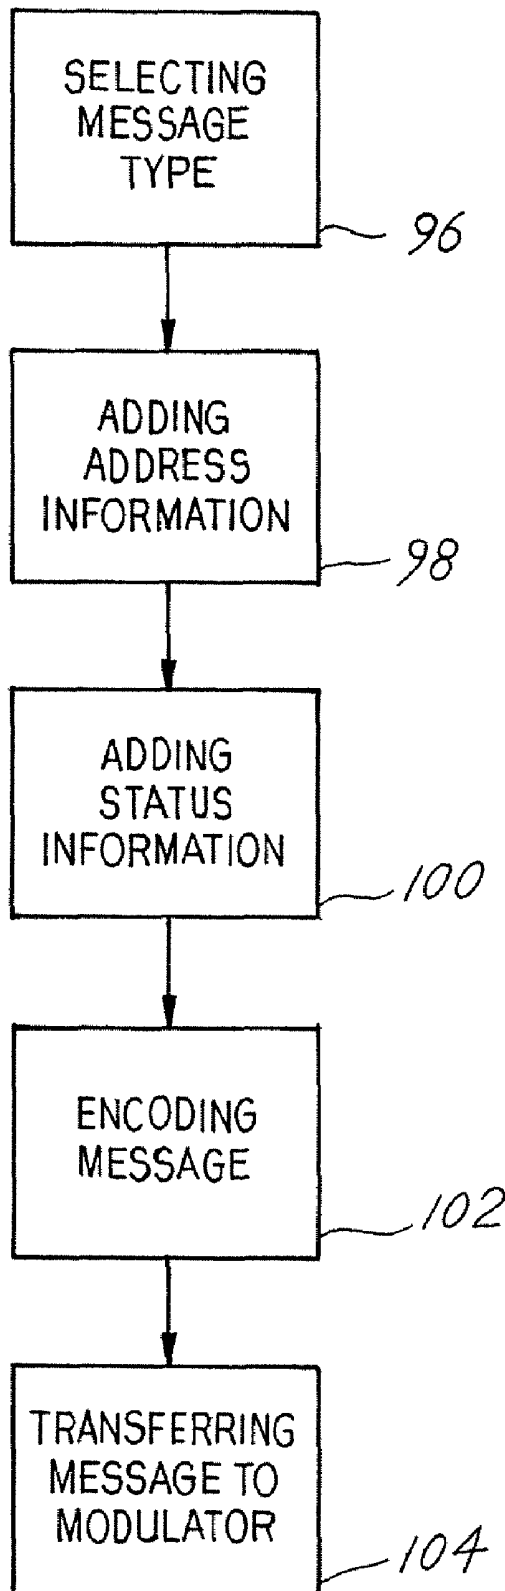 SELECTING
MESSAGE
TYPE
96
ADDING
ADDRESS
INFORMATION
98
ADDING
STATUS
INFORMATION
100
ENCODING
MESSAGE
102
TRANSFERRING
MESSAGE TO
MODULATOR
104